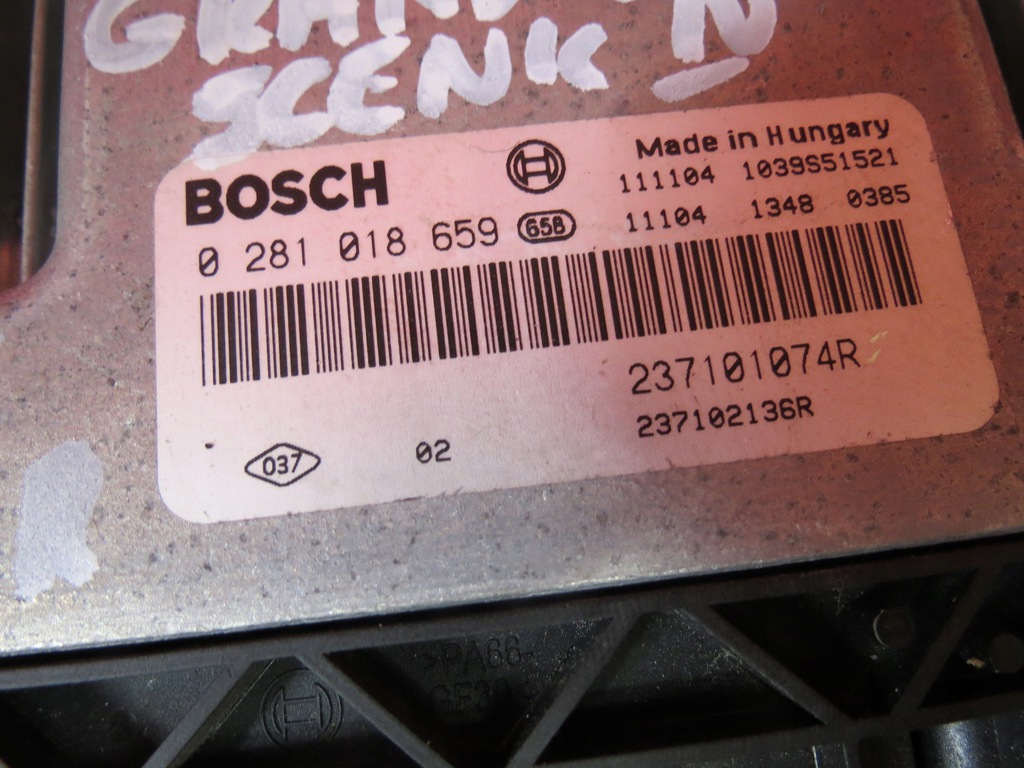 SCENIC
BOSCH
Made in Hungary
111104 1039S51521
0 281 018 659 658
11104 1348 0385
237101074R
237102136R
037 02
>PA66-